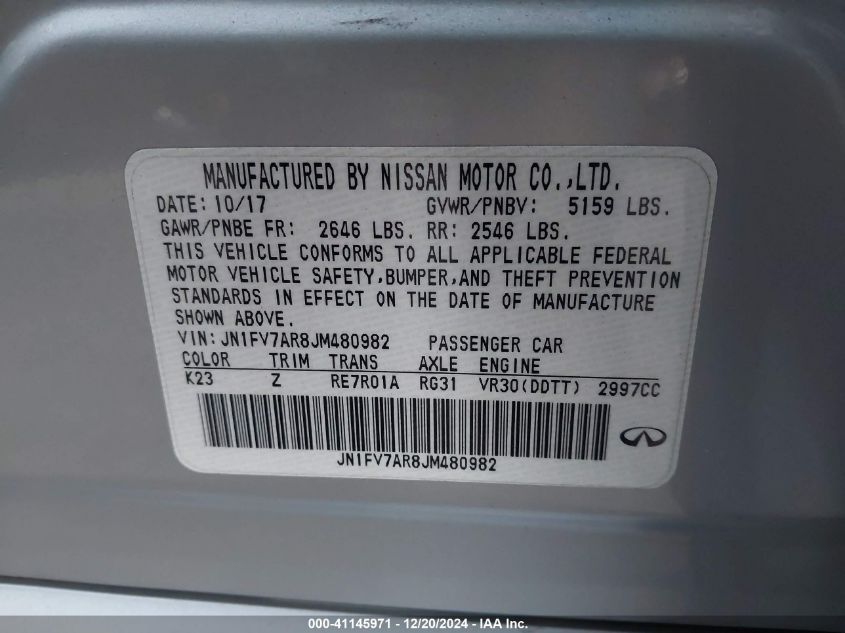 MANUFACTURED BY NISSAN MOTOR CO.,LTD.
DATE: 10/17 GVWR/PNBV: 5159 LBS.
GAWR/PNBE FR: 2646 LBS. RR: 2546 LBS.
THIS VEHICLE CONFORMS TO ALL APPLICABLE FEDERAL
MOTOR VEHICLE SAFETY,BUMPER,AND THEFT PREVENTION
STANDARDS IN EFFECT ON THE DATE OF MANUFACTURE
SHOWN ABOVE.
VIN: JN1FV7AR8JM480982 PASSENGER CAR
COLOR TRIM TRANS AXLE ENGINE
K23 Z RE7R01A RG31 VR30(DDTT) 2997CC
JN1FV7AR8JM480982
000-41145971 - 12/20/2024 - IAA Inc.